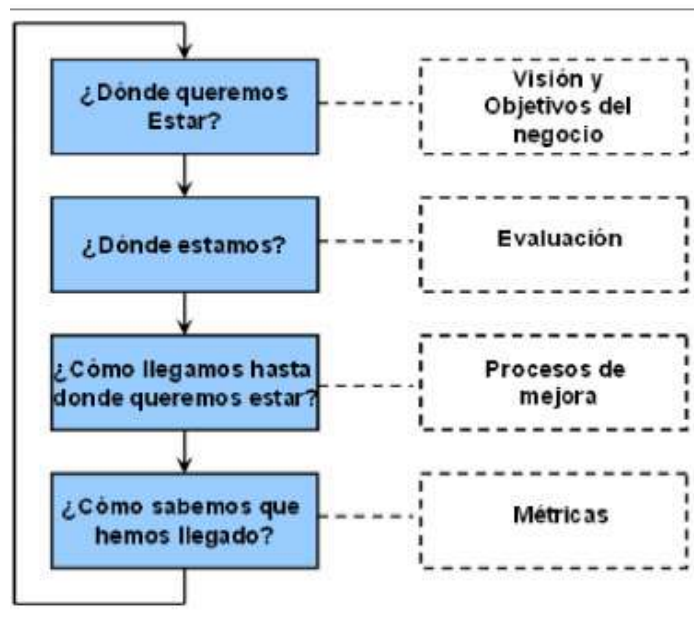 ¿Dónde queremos
Estar?
Visión y
Objetivos del
negocio
¿Dónde estamos?
Evaluación
¿Cómo llegamos hasta
donde queremos estar?
Procesos de
mejora
¿Cómo sabemos que
hemos llegado?
Métricas